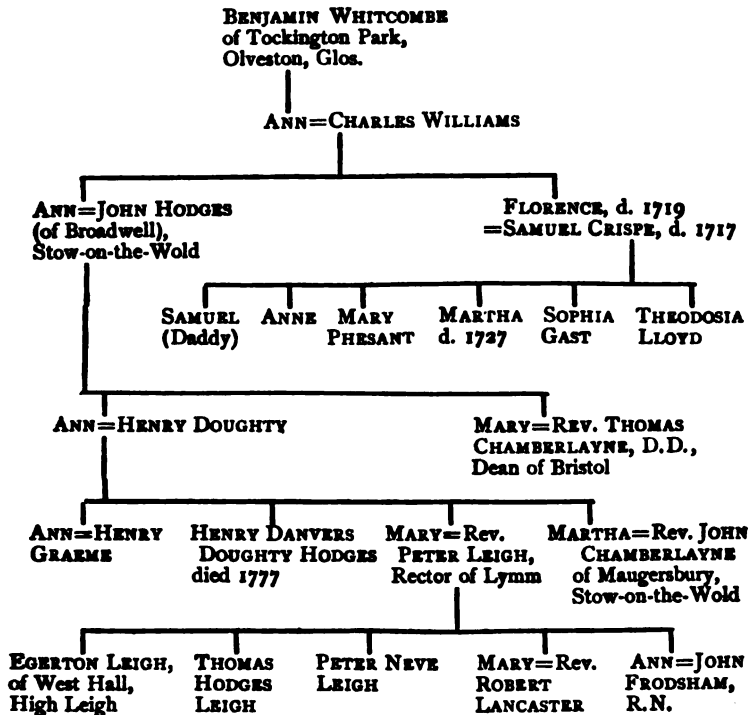 BENJAMIN WHITCOMBE
of Tockington Park,
Olveston, Glos.
ANN=CHARLES WILLIAMS
ANN=JOHN HODGES
(of Broadwell),
Stow-on-the-Wold
FLORENCE, d. 1719
=SAMUEL CRISPE, d. 1717
SAMUEL
(Daddy)
ANNE
MARY
PHESANT
MARTHA
d. 1727
SOPHIA
GAST
THEODOSIA
LLOYD
ANN=HENRY DOUGHTY
MARY=REV. THOMAS
CHAMBERLAYNE, D.D.,
Dean of Bristol
ANN=HENRY
GRAEME
HENRY DANVERS
DOUGHTY HODGES
died 1777
MARY=REV.
PETER LEIGH,
Rector of Lymm
MARTHA=REV. JOHN
CHAMBERLAYNE
of Maugersbury,
Stow-on-the-Wold
EGERTON LEIGH,
of West Hall,
High Leigh
THOMAS
HODGES
LEIGH
PETER NEVE
LEIGH
MARY=REV.
ROBERT
LANCASTER
ANN=JOHN
FRODSHAM,
R.N.